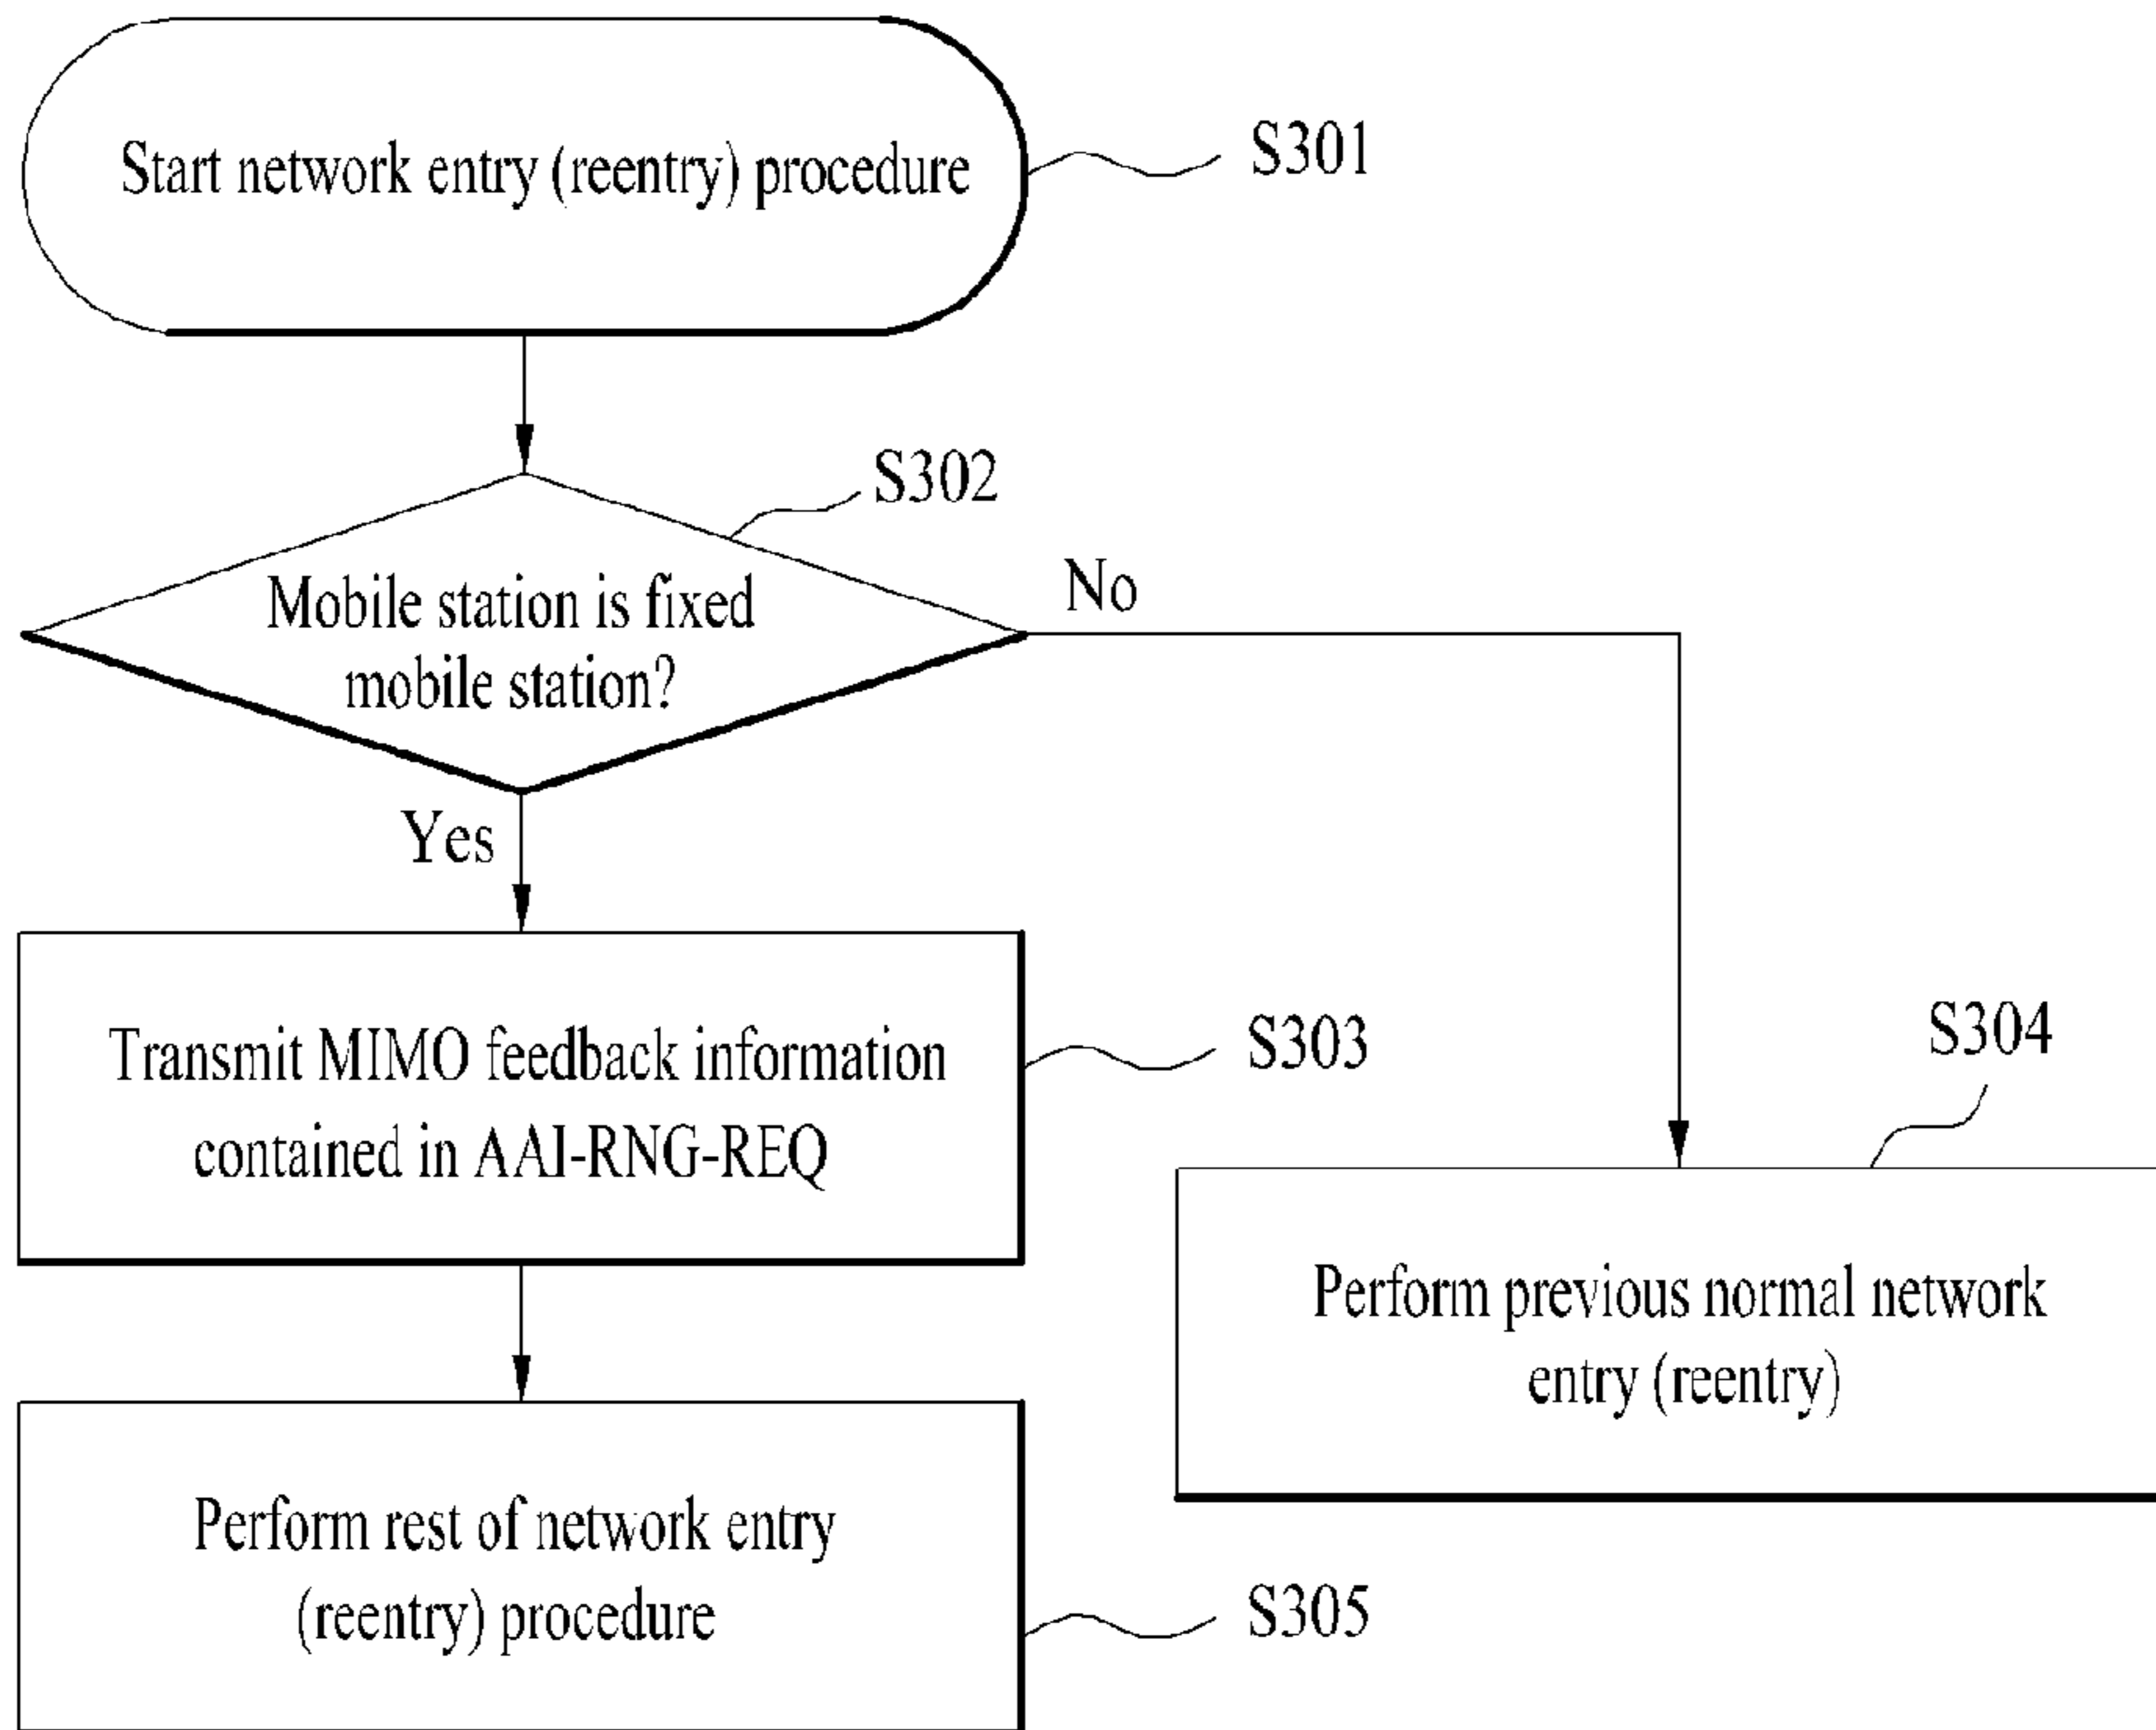 Start network entry (reentry) procedure
S301
S302
Mobile station is fixed
mobile station?
No
Yes
Transmit MIMO feedback information
contained in AAI-RNG-REQ
S303
S304
Perform previous normal network
entry (reentry)
Perform rest of network entry
(reentry) procedure
S305